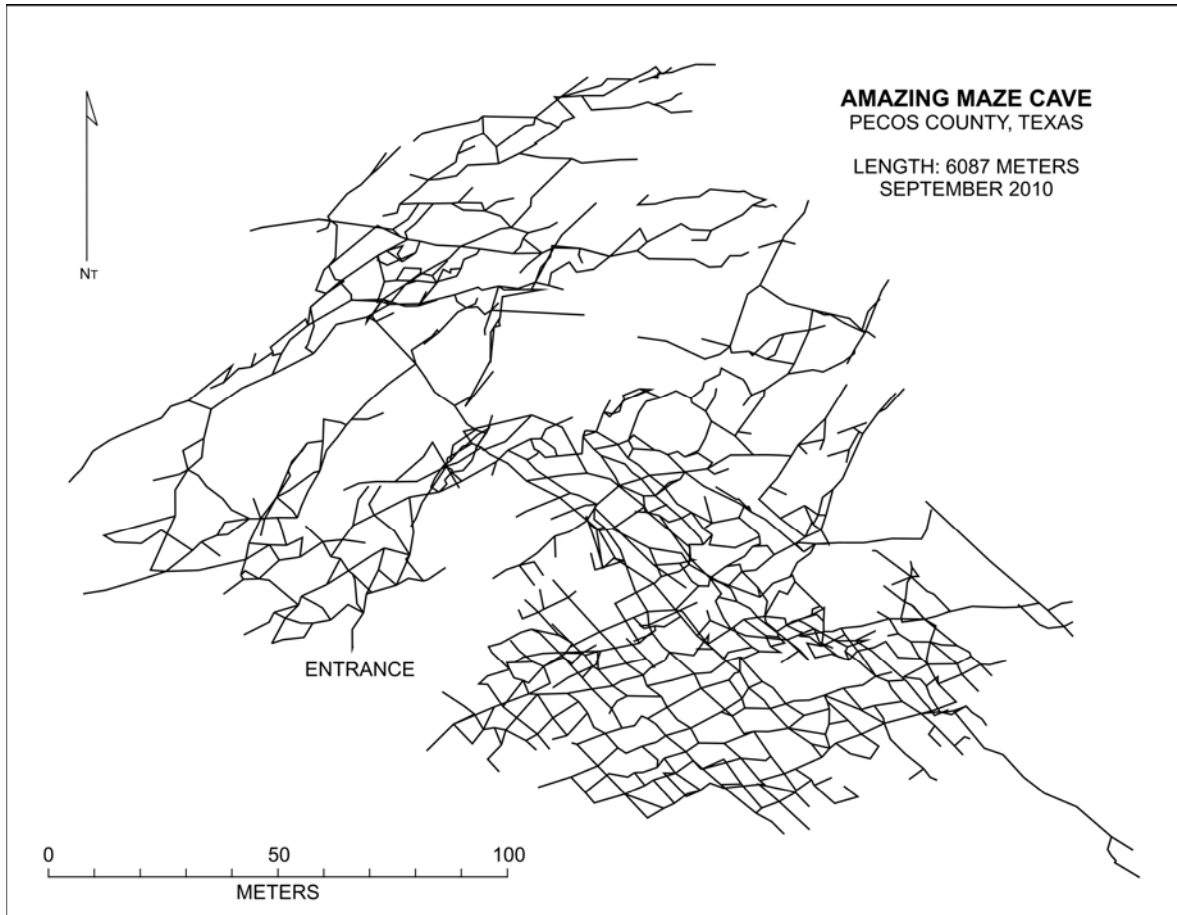 AMAZING MAZE CAVE
PECOS COUNTY, TEXAS
LENGTH: 6087 METERS
SEPTEMBER 2010
NT
ENTRANCE
0 50 100
METERS